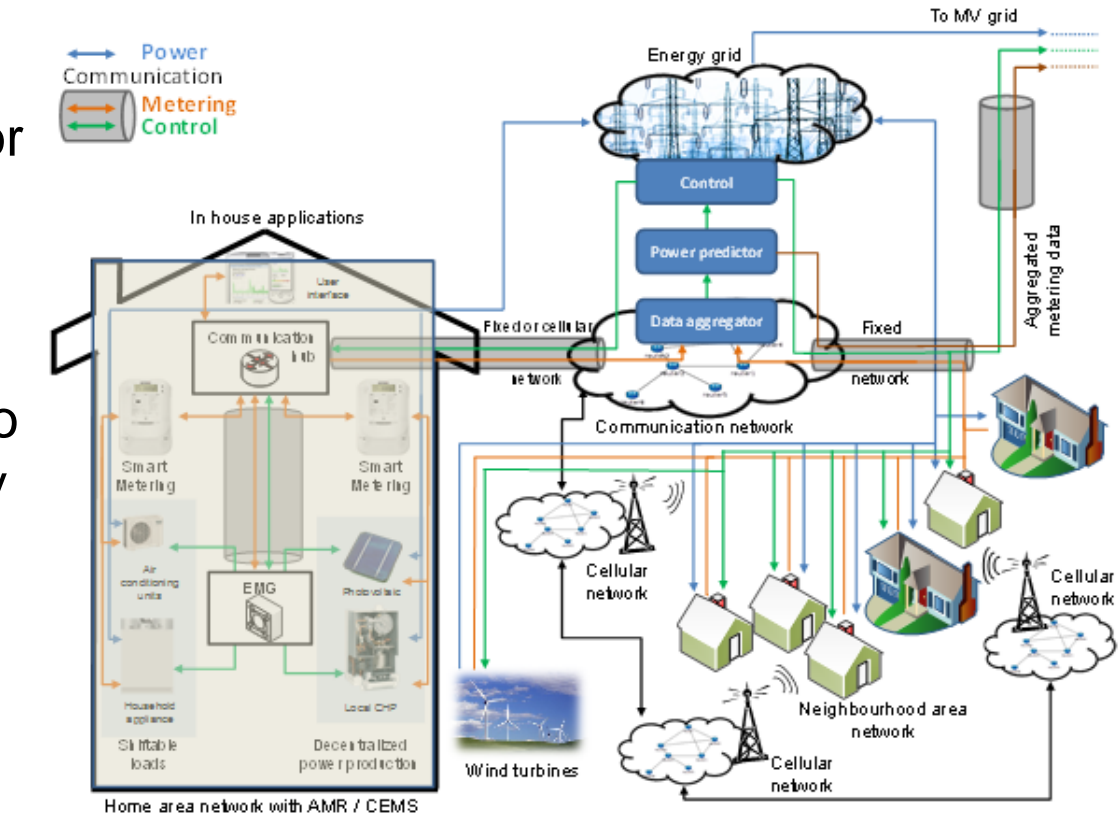 To MV grid
Power
Communication
Metering
Control
or
Energy grid
Control
In house applications
Power predictor
User
interface
Aggregated
metering data
Data aggregator
Fixed or cellular
network
Fixed
network
Communication
hub
Communication network
o
y
Smart
Metering
Smart
Metering
Air
conditioning
units
Photovoltaic
EMG
Cellular
network
Cellular
network
Household
appliance
Local CHP
Shiftable
loads
Decentralized
power production
Wind turbines
Neighbourhood area
network
Cellular
network
Home area network with AMR / CEMS